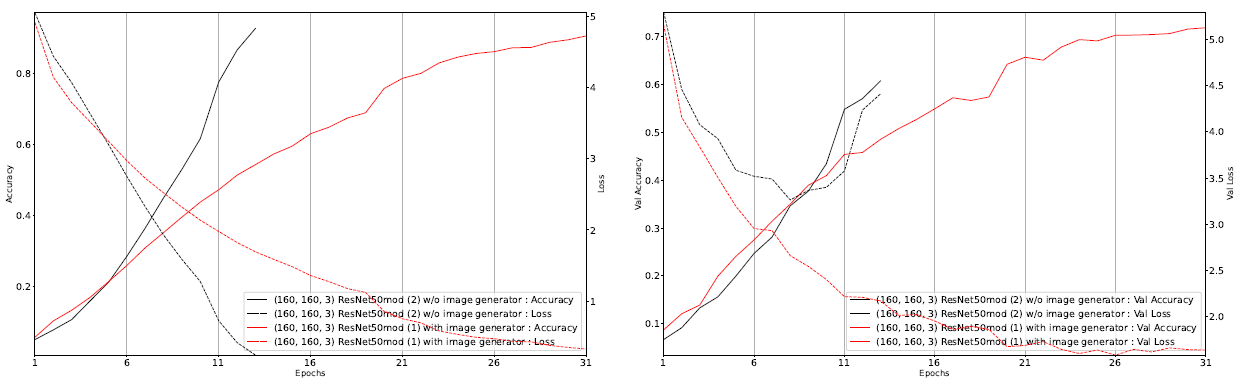 5
0.8
4
0.6
3
0.4
2
0.2
1
Accuracy
Loss
(160, 160, 3) ResNet50mod (2) w/o image generator : Accuracy
(160, 160, 3) ResNet50mod (2) w/o image generator : Loss
(160, 160, 3) ResNet50mod (1) with image generator : Accuracy
(160, 160, 3) ResNet50mod (1) with image generator : Loss
1 6 11 16 21 26 31
Epochs
0.7
5.0
0.6
4.5
0.5
4.0
0.4
3.5
0.3
3.0
0.2
2.5
0.1
2.0
Val Accuracy
Val Loss
(160, 160, 3) ResNet50mod (2) w/o image generator : Val Accuracy
(160, 160, 3) ResNet50mod (2) w/o image generator : Val Loss
(160, 160, 3) ResNet50mod (1) with image generator : Val Accuracy
(160, 160, 3) ResNet50mod (1) with image generator : Val Loss
1 6 11 16 21 26 31
Epochs